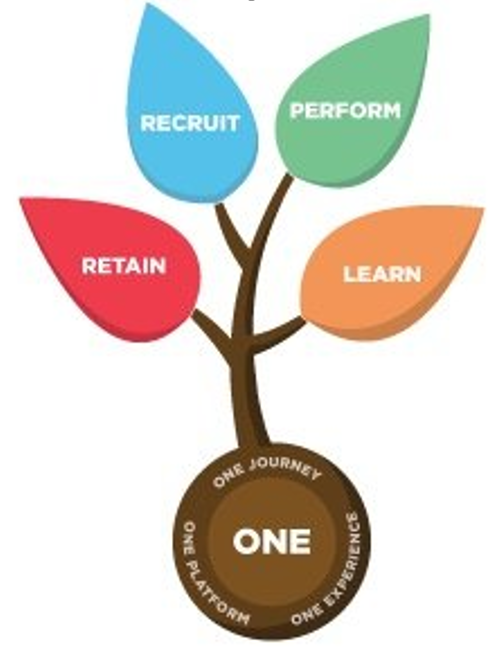 RECRUIT
PERFORM
RETAIN
LEARN
ONE JOURNEY
ONE PLATFORM
ONE
ONE EXPERIENCE